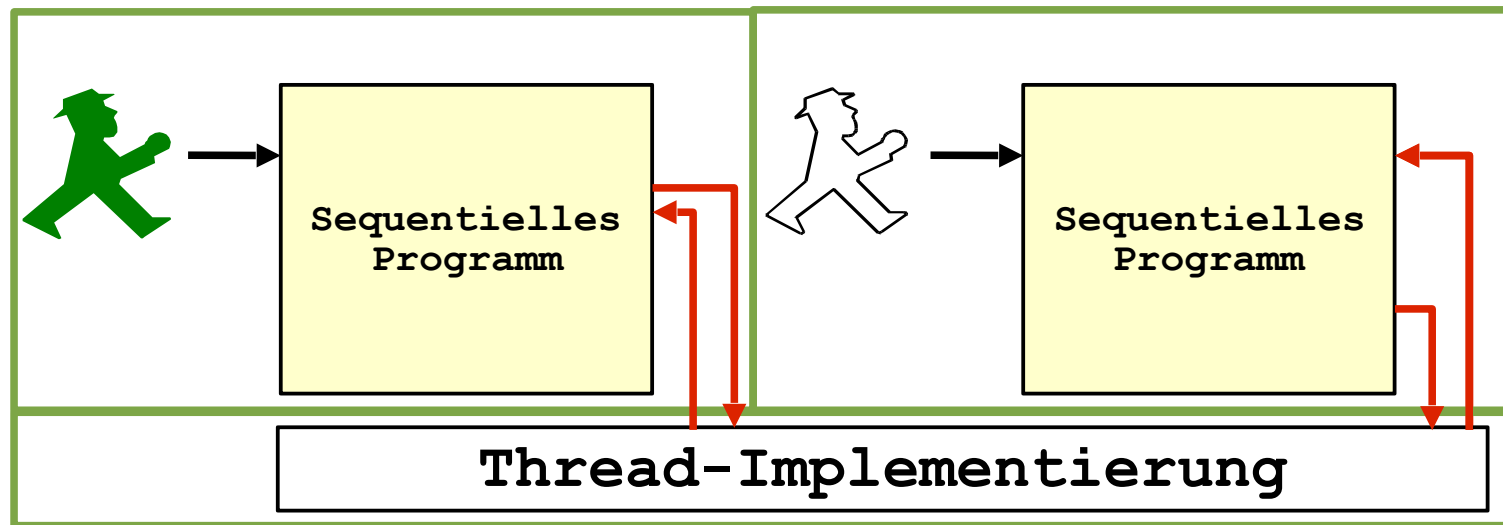 Sequentielles
Programm
Sequentielles
Programm
Thread-Implementierung